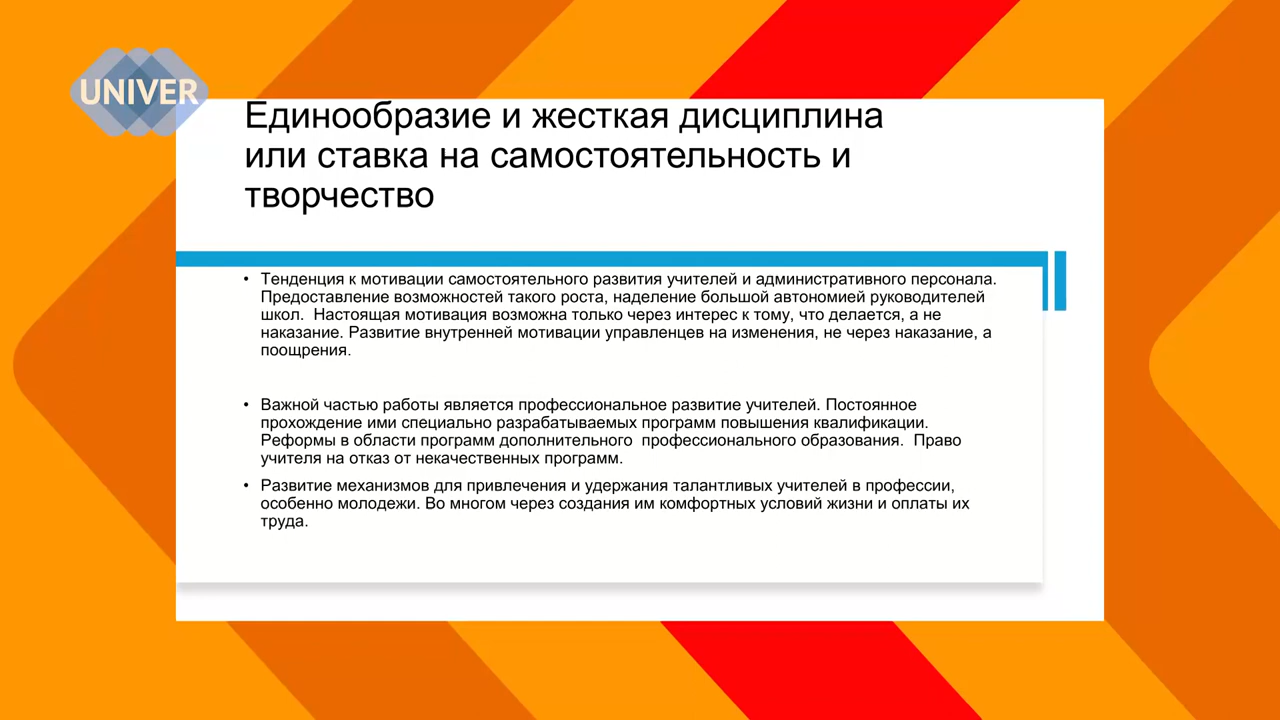 UNIVER
Единообразие и жесткая дисциплина
или ставка на самостоятельность и
творчество
• Тенденция к мотивации самостоятельного развития учителей и административного персонала.
Предоставление возможностей такого роста, наделение большой автономией руководителей
школ.  Настоящая мотивация возможна только через интерес к тому, что делается, а не
наказание. Развитие внутренней мотивации управленцев на изменения, не через наказание, а
поощрения.
• Важной частью работы является профессиональное развитие учителей. Постоянное
прохождение ими специально разрабатываемых программ повышения квалификации.
Реформы в области программ дополнительного  профессионального образования.  Право
учителя на отказ от некачественных программ.
• Развитие механизмов для привлечения и удержания талантливых учителей в профессии,
особенно молодежи. Во многом через создания им комфортных условий жизни и оплаты их
труда.